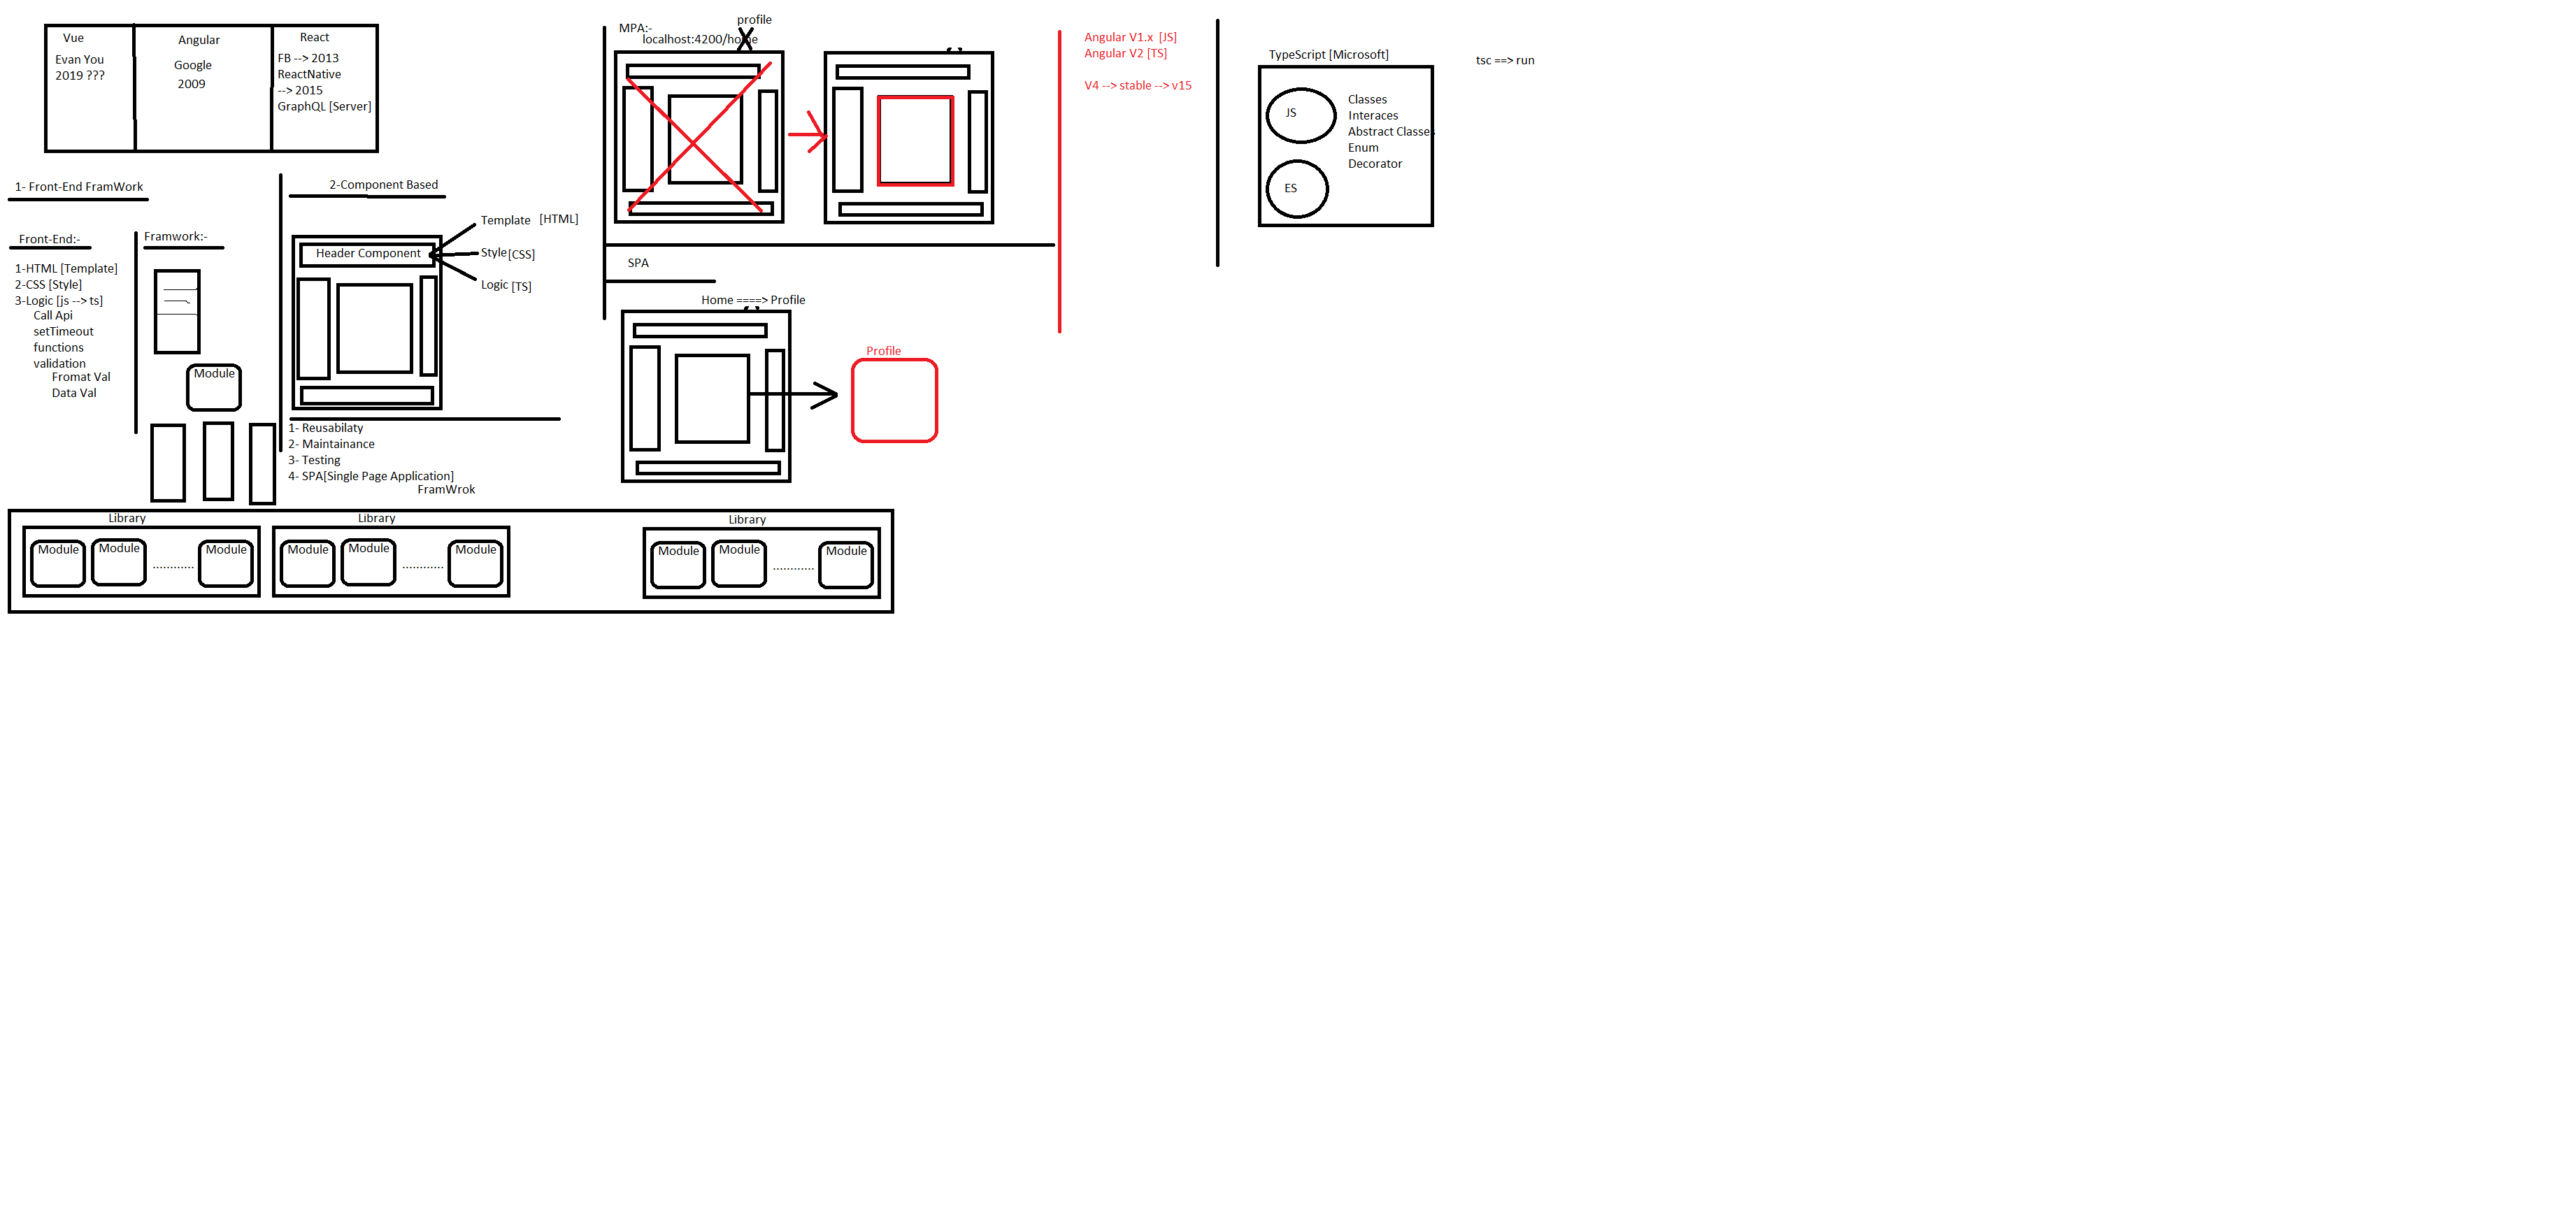 Vue
Evan You
2019 ???
Angular
Google
2009
React
FB --> 2013
ReactNative
--> 2015
GraphQL [Server]
1- Front-End FramWork
Front-End:-
1-HTML [Template]
2-CSS [Style]
3-Logic [js --> ts]
Call Api
setTimeout
functions
validation
Fromat Val
Data Val
Framwork:-
Module
2-Component Based
Header Component
Template [HTML]
Style [CSS]
Logic [TS]
1- Reusabilaty
2- Maintainance
3- Testing
4- SPA[Single Page Application]
FramWrok
Library
Module Module ............ Module
Library
Module Module ............ Module
Library
Module Module ............ Module
MPA:-
profile
localhost:4200/home
SPA
Home ====> Profile
Profile
Angular V1.x [JS]
Angular V2 [TS]
V4 --> stable --> v15
TypeScript [Microsoft]
JS
ES
Classes
Interaces
Abstract Classes
Enum
Decorator
tsc ==> run